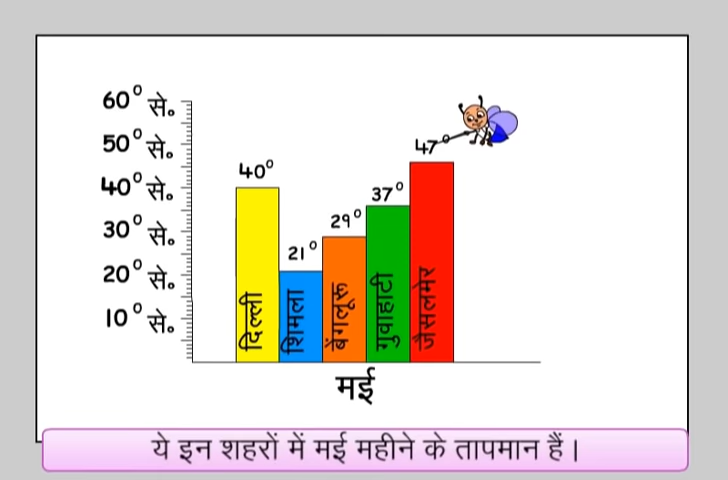 60° से॰
50° से॰
40° से॰
30° से॰
20° से॰
10° से॰
40°
21°
29°
37°
47°
दिल्ली
शिमला
बेंगलूरू
गुवाहाटी
जैसलमेर
मई
ये इन शहरों में मई महीने के तापमान हैं।